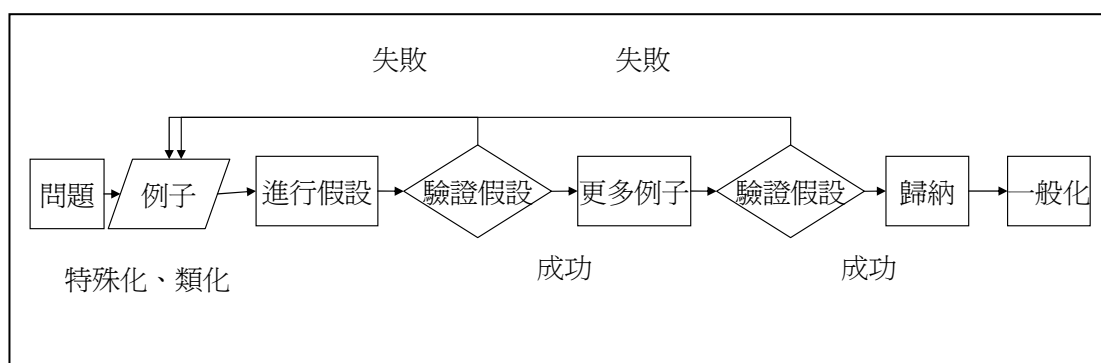 失敗
失敗
問題
例子
進行假設
驗證假設
更多例子
驗證假設
歸納
一般化
特殊化、類化
成功
成功